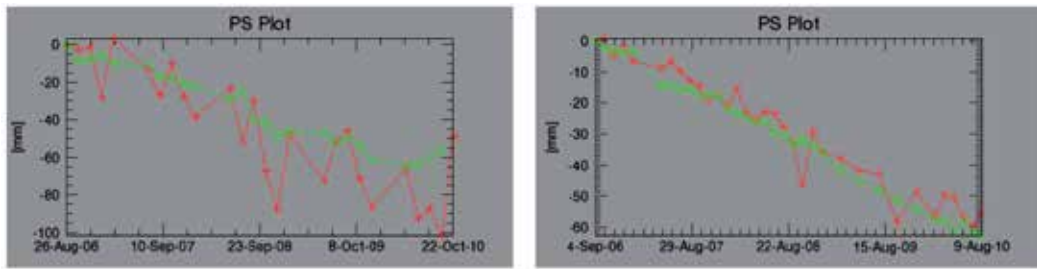 PS Plot
0
-20
-40
-60
-80
-100
[mm]
26-Aug-06 10-Sep-07 23-Sep-08 8-Oct-09 22-Oct-10
PS Plot
0
-10
-20
-30
-40
-50
-60
[mm]
4-Sep-06 29-Aug-07 22-Aug-08 15-Aug-09 9-Aug-10